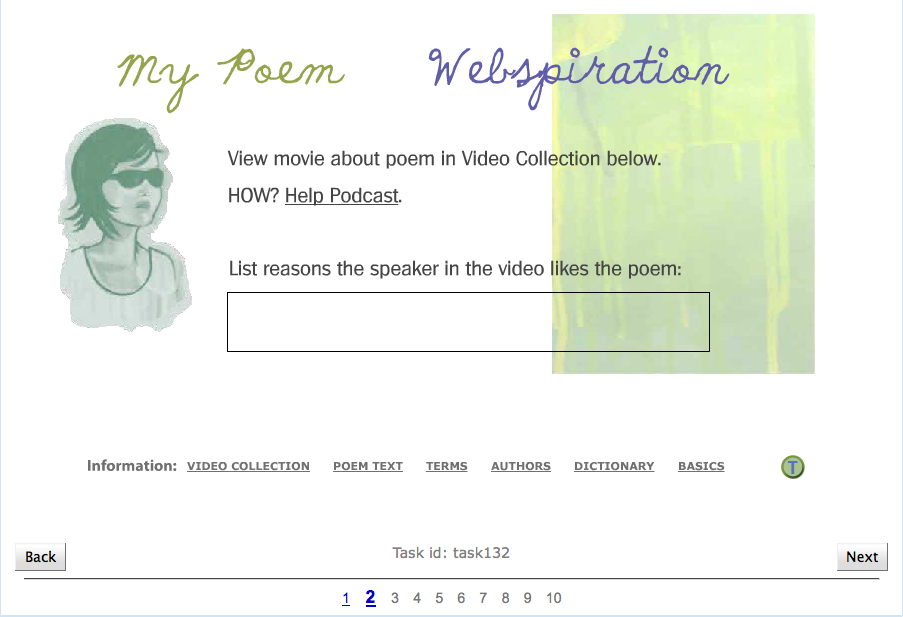 My Poem Webspiration
View movie about poem in Video Collection below.
HOW? Help Podcast.
List reasons the speaker in the video likes the poem:
Information: VIDEO COLLECTION POEM TEXT TERMS AUTHORS DICTIONARY BASICS T
Back Task id: task132 Next
1 2 3 4 5 6 7 8 9 10